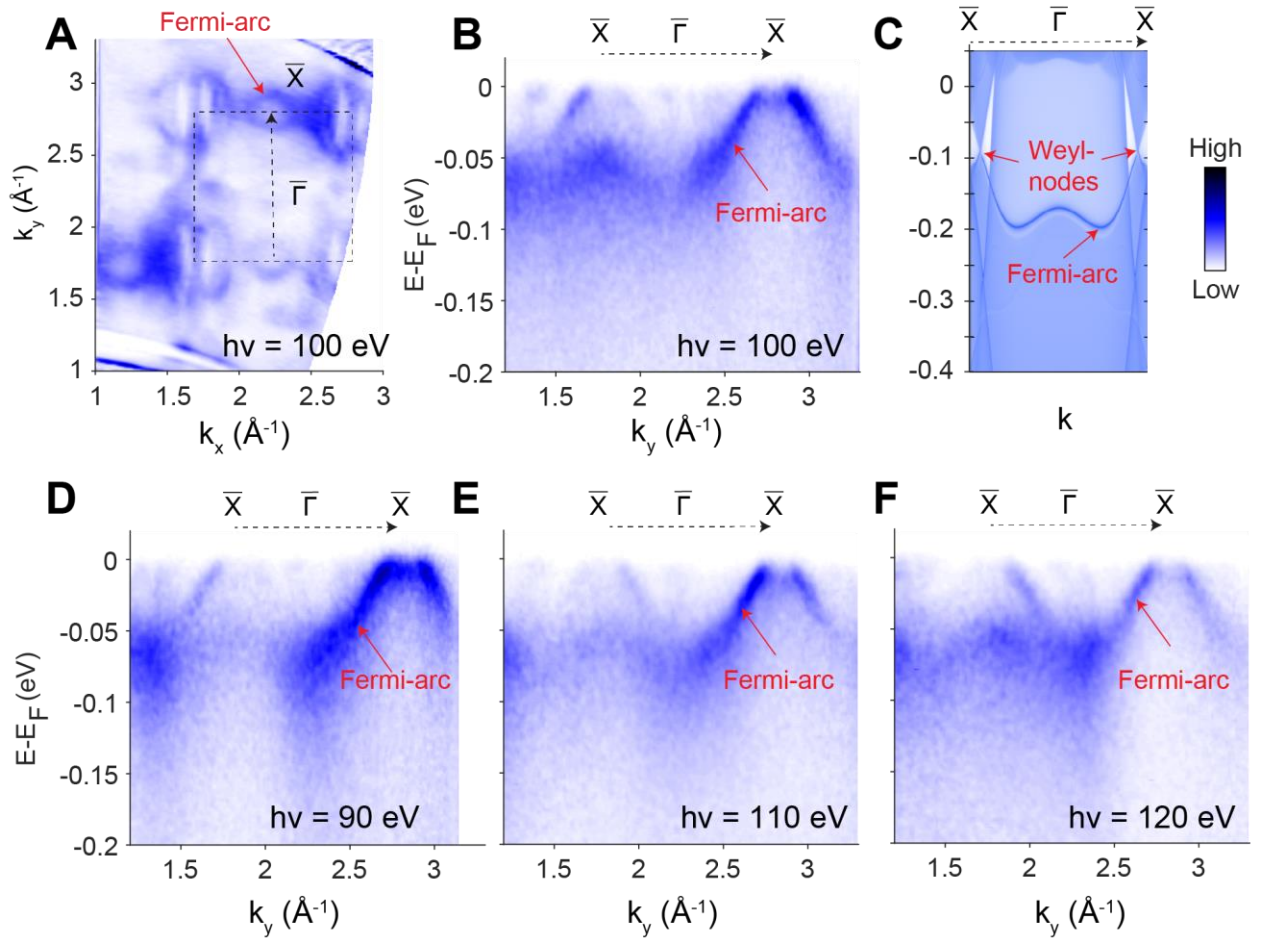 A
Fermi-arc
X̅
Γ̅
hν = 100 eV
3
2.5
2
1.5
1
k_y (Å⁻¹)
1
1.5
2
2.5
3
k_x (Å⁻¹)
B
X̅ Γ̅ X̅
0
-0.05
-0.1
-0.15
-0.2
E-E_F (eV)
Fermi-arc
hν = 100 eV
1.5
2
2.5
3
k_y (Å⁻¹)
C
X̅ Γ̅ X̅
0
-0.1
-0.2
-0.3
-0.4
Weyl-
nodes
Fermi-arc
k
High
Low
D
X̅ Γ̅ X̅
0
-0.05
-0.1
-0.15
-0.2
E-E_F (eV)
Fermi-arc
hν = 90 eV
1.5
2
2.5
3
k_y (Å⁻¹)
E
X̅ Γ̅ X̅
Fermi-arc
hν = 110 eV
1.5
2
2.5
3
k_y (Å⁻¹)
F
X̅ Γ̅ X̅
Fermi-arc
hν = 120 eV
1.5
2
2.5
3
k_y (Å⁻¹)